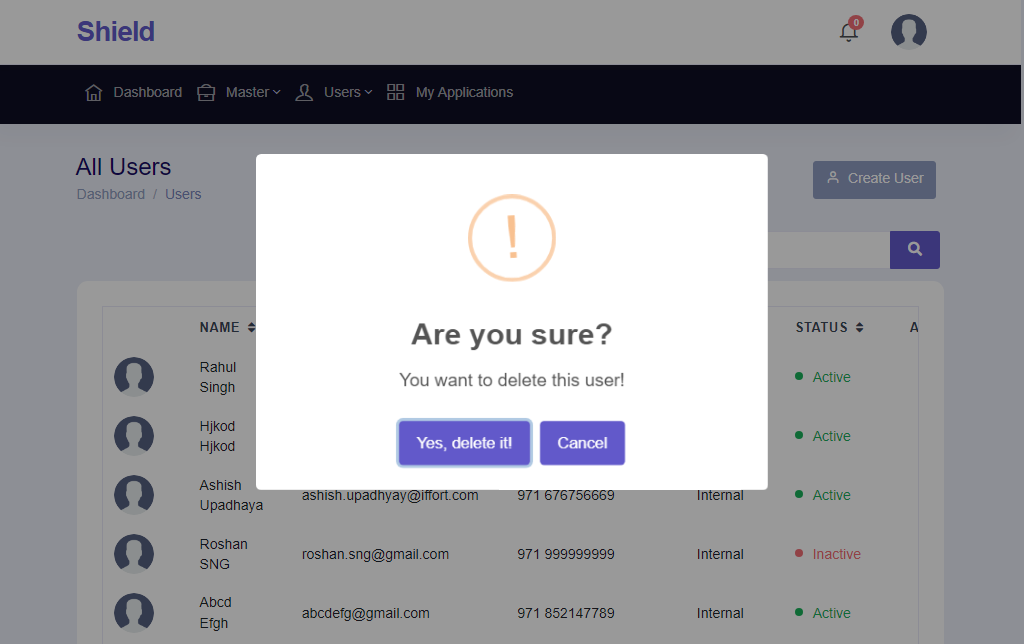 Shield
0
Dashboard Master Users My Applications
All Users
Dashboard / Users
Create User
!
Are you sure?
You want to delete this user!
Yes, delete it! Cancel
NAME STATUS A
Rahul
Singh
Active
Hjkod
Hjkod
Active
Ashish
Upadhaya
ashish.upadhyay@iffort.com 971 676756669 Internal Active
Roshan
SNG
roshan.sng@gmail.com 971 999999999 Internal Inactive
Abcd
Efgh
abcdefg@gmail.com 971 852147789 Internal Active